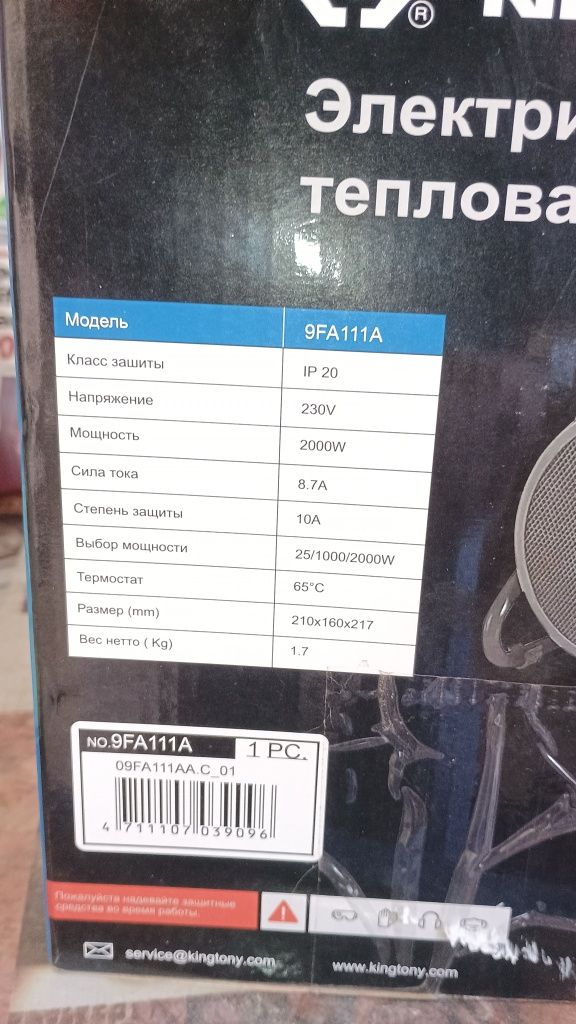 ®
Электри
теплова
Модель 9FA111A
Класс зашиты IP 20
Напряжение 230V
Мощность 2000W
Сила тока 8.7A
Степень защиты 10A
Выбор мощности 25/1000/2000W
Термостат 65°C
Размер (mm) 210x160x217
Вес нетто ( Kg) 1.7
NO.9FA111A 1 PC.
09FA111AA.C_01
4 711107 039096
Пожалуйста надевайте защитные
средства во время работы.
service@kingtony.com www.kingtony.com